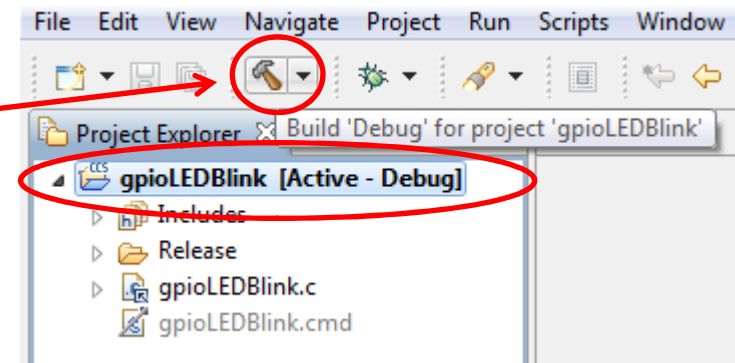 File Edit View Navigate Project Run Scripts Window
Project Explorer Build 'Debug' for project 'gpioLEDBlink'
CCS
gpioLEDBlink [Active - Debug]
h Includes
Release
gpioLEDBlink.c
gpioLEDBlink.cmd